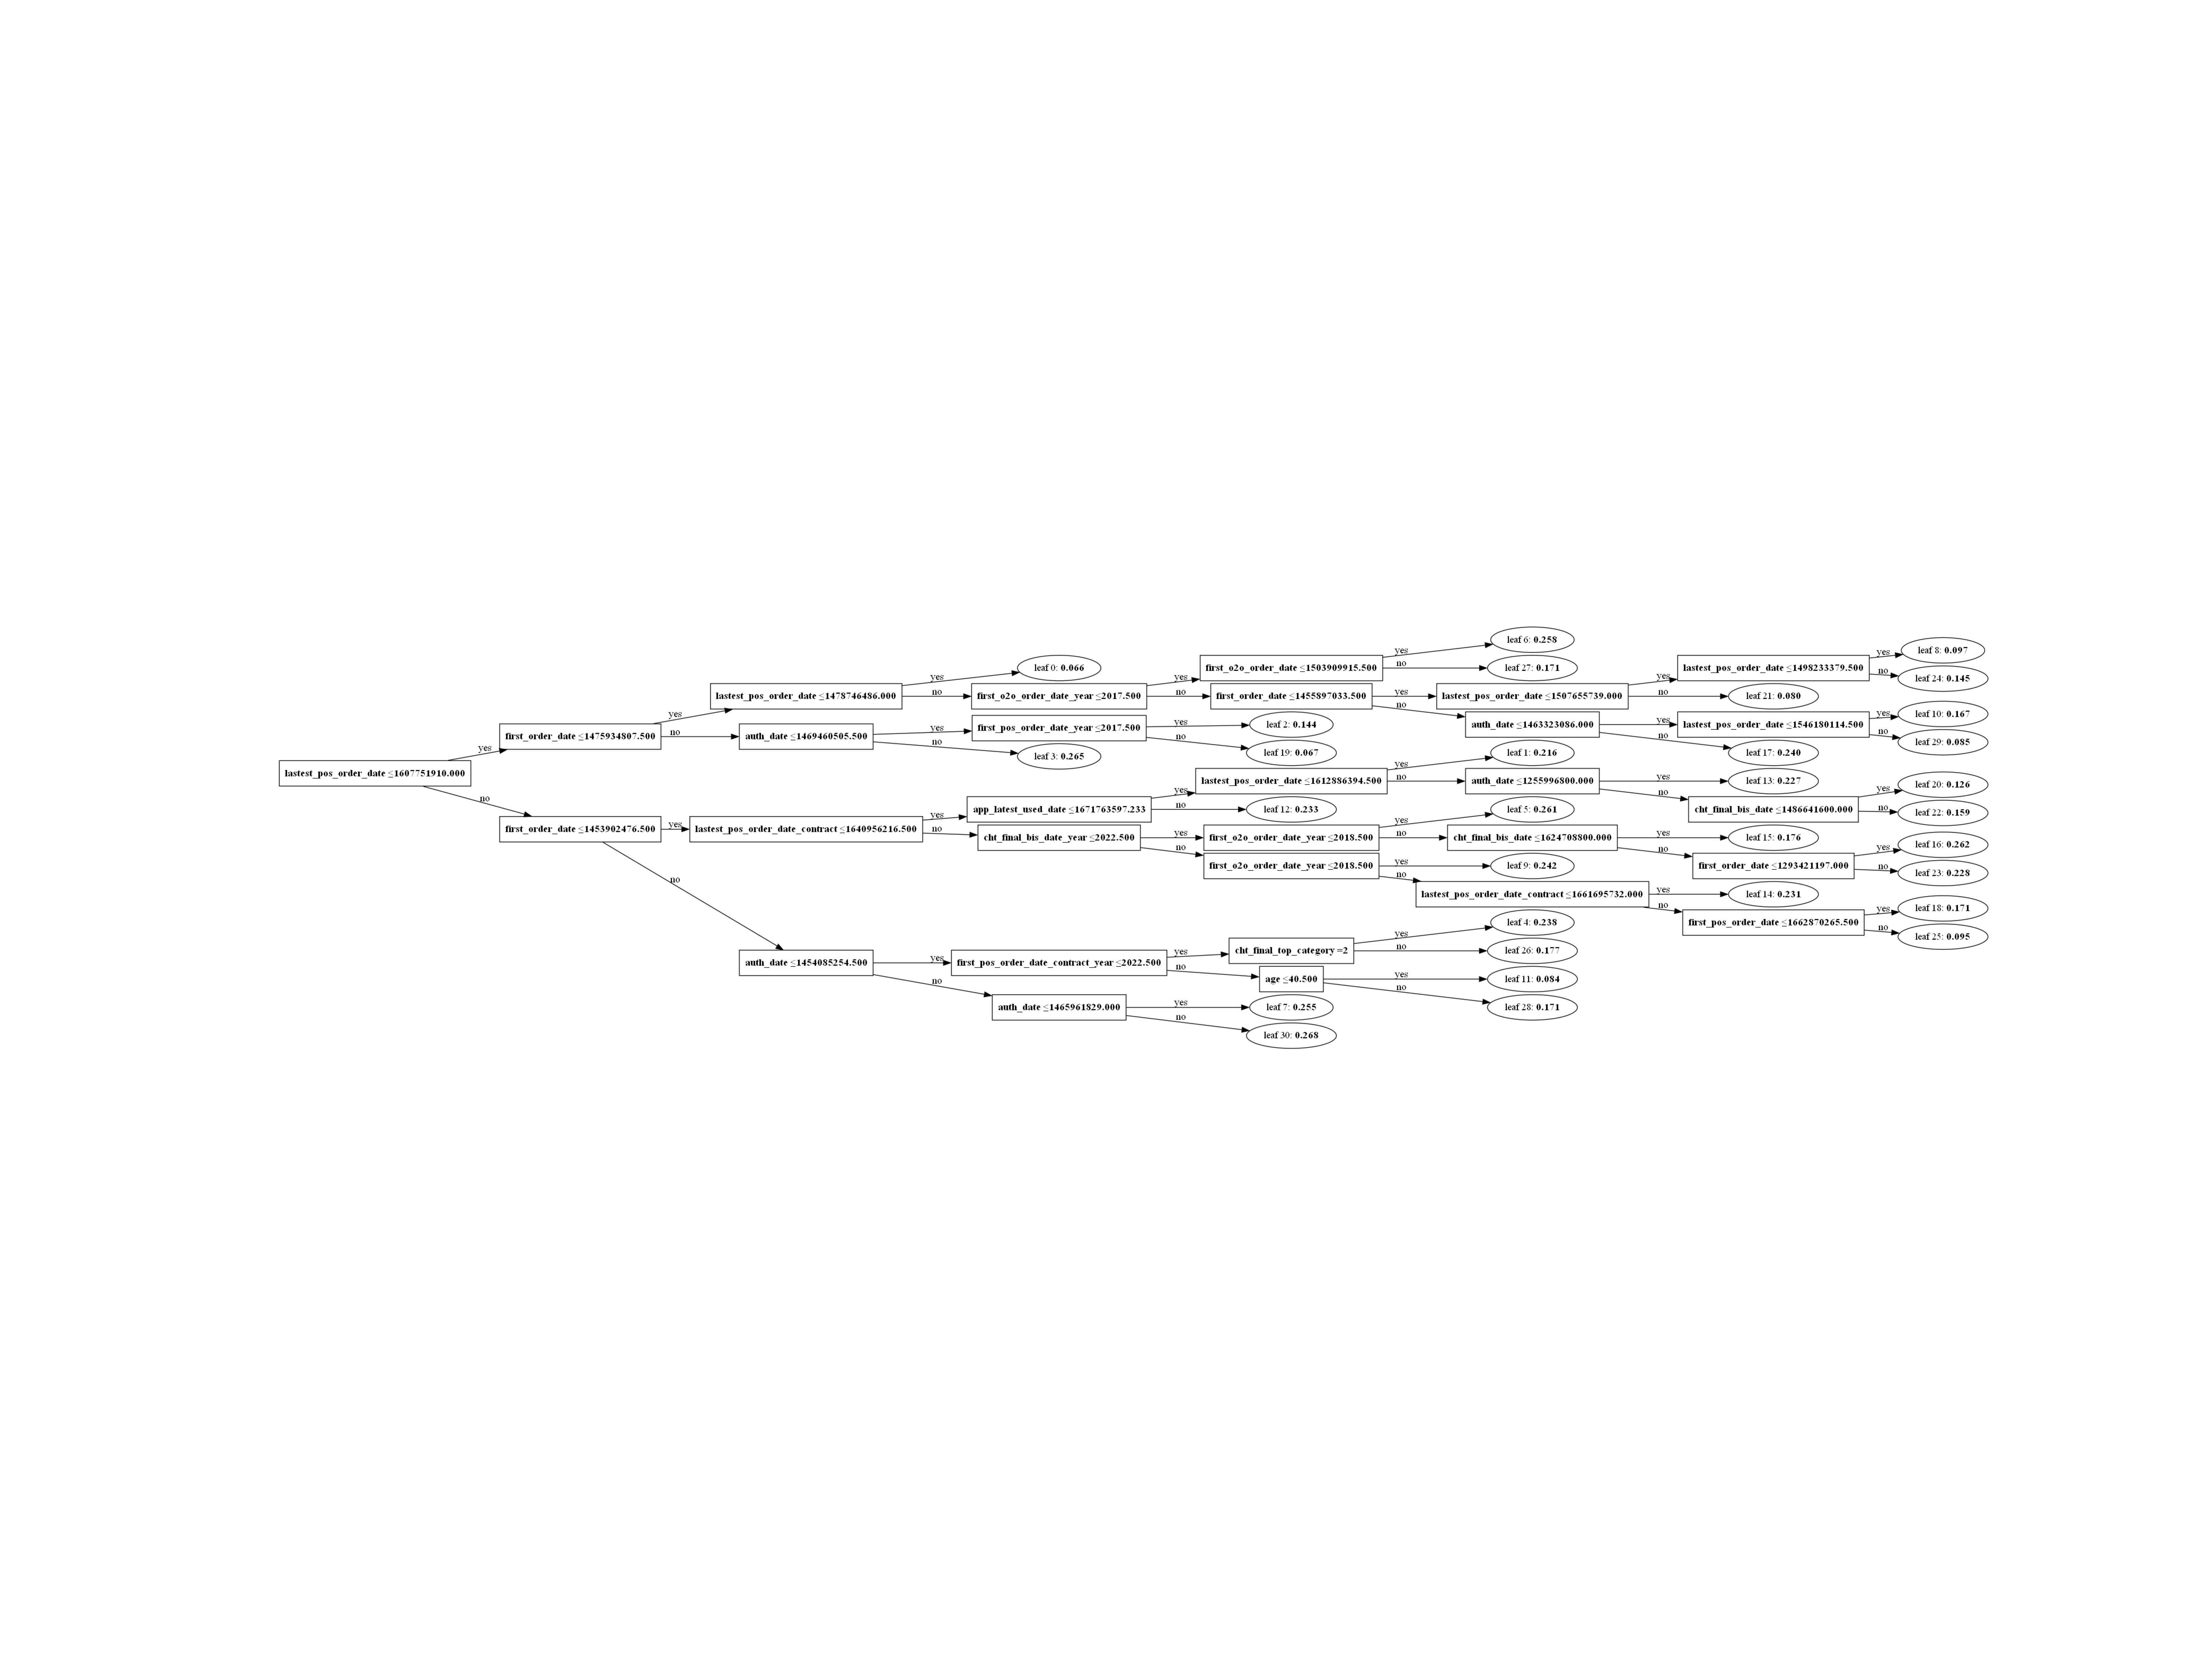 lastest_pos_order_date ≤1607751910.000
yes
no
first_order_date ≤1475934807.500
yes
no
lastest_pos_order_date ≤1478746486.000
yes
no
leaf 0: 0.066
first_o2o_order_date_year ≤2017.500
yes
no
first_o2o_order_date ≤1503909915.500
yes
no
leaf 6: 0.258
leaf 27: 0.171
first_order_date ≤1455897033.500
yes
no
lastest_pos_order_date ≤1507655739.000
yes
no
lastest_pos_order_date ≤1498233379.500
yes
no
leaf 8: 0.097
leaf 24: 0.145
leaf 21: 0.080
auth_date ≤1463323086.000
yes
no
lastest_pos_order_date ≤1546180114.500
yes
no
leaf 10: 0.167
leaf 29: 0.085
leaf 17: 0.240
auth_date ≤1469460505.500
yes
no
first_pos_order_date_year ≤2017.500
yes
no
leaf 2: 0.144
leaf 19: 0.067
leaf 3: 0.265
first_order_date ≤1453902476.500
yes
no
lastest_pos_order_date_contract ≤1640956216.500
yes
no
app_latest_used_date ≤1671763597.233
yes
no
lastest_pos_order_date ≤1612886394.500
yes
no
leaf 1: 0.216
auth_date ≤1255996800.000
yes
no
leaf 13: 0.227
cht_final_bis_date ≤1486641600.000
yes
no
leaf 20: 0.126
leaf 22: 0.159
leaf 12: 0.233
cht_final_bis_date_year ≤2022.500
yes
no
first_o2o_order_date_year ≤2018.500
yes
no
leaf 5: 0.261
cht_final_bis_date ≤1624708800.000
yes
no
leaf 15: 0.176
first_order_date ≤1293421197.000
yes
no
leaf 16: 0.262
leaf 23: 0.228
first_o2o_order_date_year ≤2018.500
yes
no
leaf 9: 0.242
lastest_pos_order_date_contract ≤1661695732.000
yes
no
leaf 14: 0.231
first_pos_order_date ≤1662870265.500
yes
no
leaf 18: 0.171
leaf 25: 0.095
auth_date ≤1454085254.500
yes
no
first_pos_order_date_contract_year ≤2022.500
yes
no
cht_final_top_category =2
yes
no
leaf 4: 0.238
leaf 26: 0.177
age ≤40.500
yes
no
leaf 11: 0.084
leaf 28: 0.171
auth_date ≤1465961829.000
yes
no
leaf 7: 0.255
leaf 30: 0.268